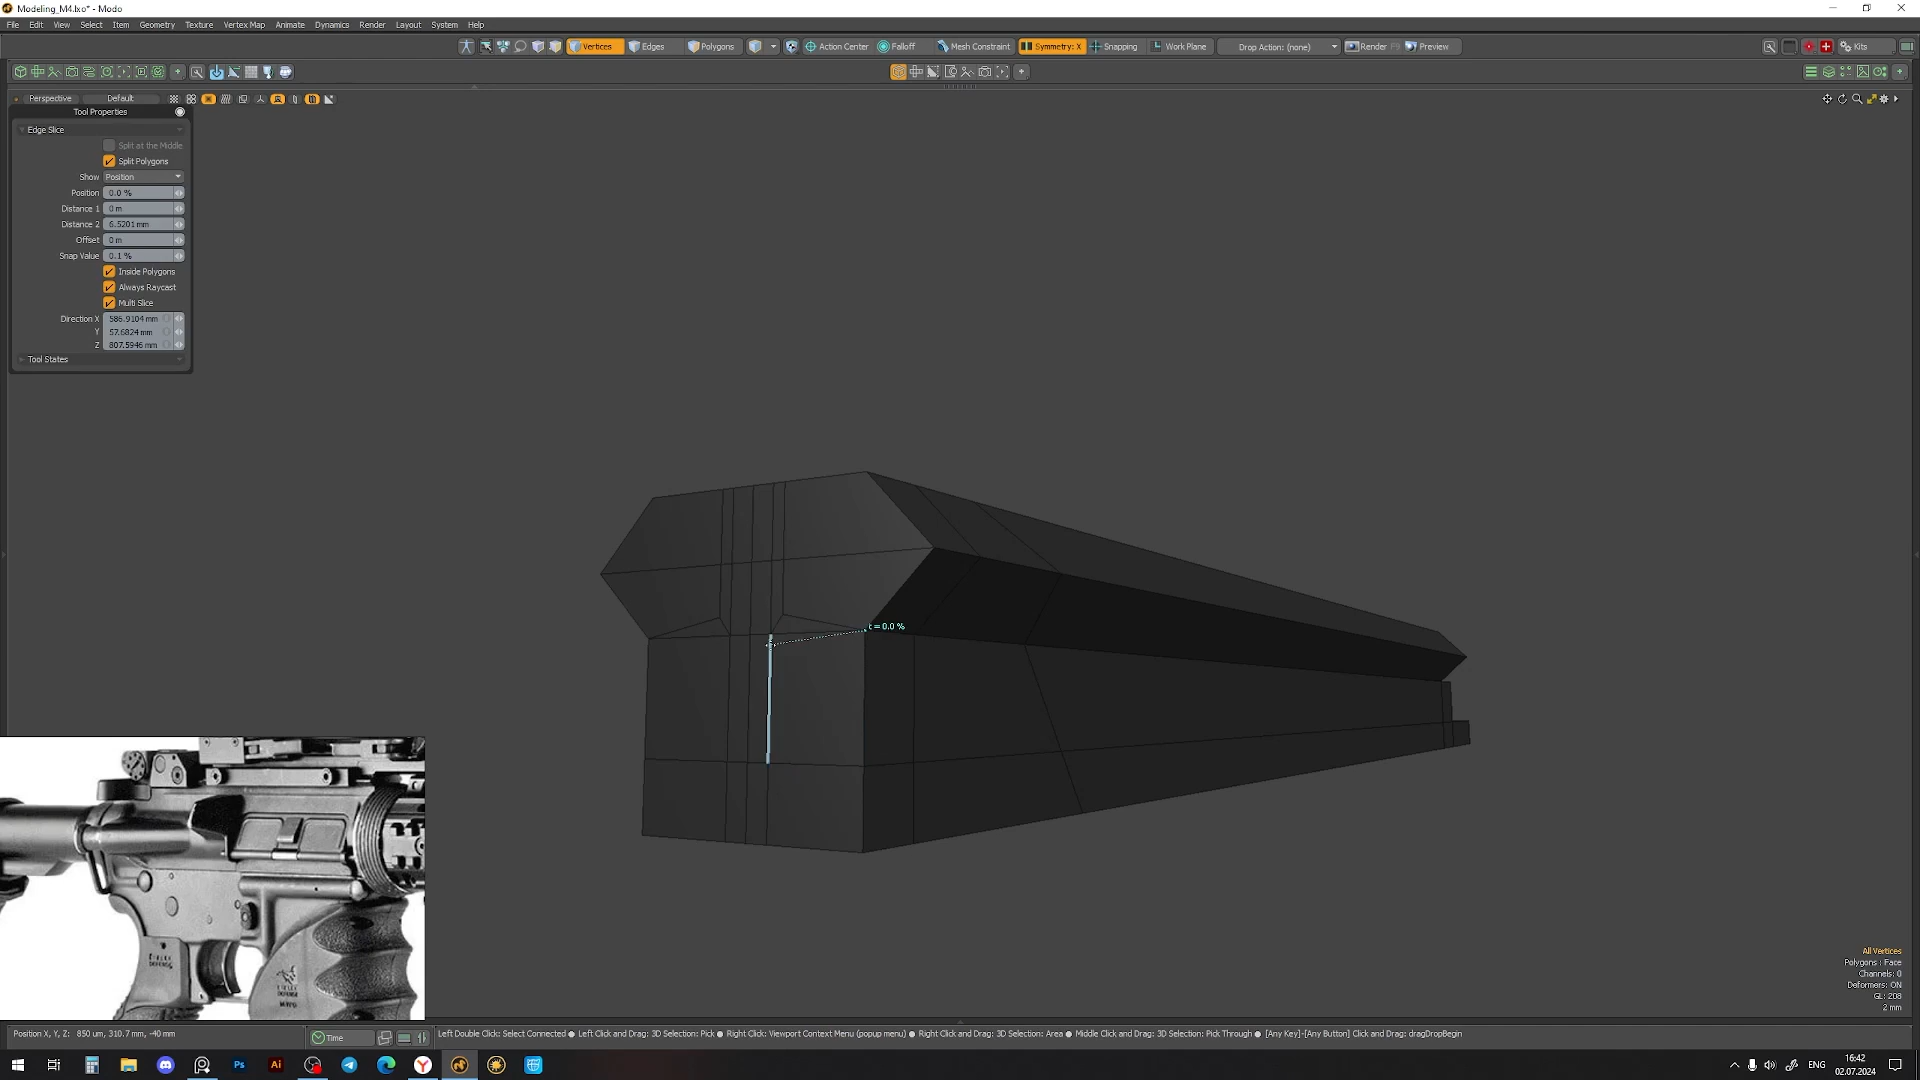 Modeling_M4.lxo* - Modo
File Edit View Select Item Geometry Texture Vertex Map Animate Dynamics Render Layout System Help
Vertices Edges Polygons Action Center Falloff Mesh Constraint Symmetry: X Snapping Work Plane Drop Action: (none) Render F9 Preview Kits
Perspective Default
Tool Properties
Edge Slice
Split at the Middle
Split Polygons
Show Position
Position 0.0 %
Distance 1 0 m
Distance 2 6.5201 mm
Offset 0 m
Snap Value 0.1 %
Inside Polygons
Always Raycast
Multi Slice
Direction X 586.9104 mm
Y 57.6824 mm
Z 807.5946 mm
Tool States
t = 0.0 %
All Vertices
Polygons : Face
Channels: 0
Deformers: ON
GL: 208
2 mm
DEFENSE
Position X, Y, Z: 850 um, 310.7 mm, -40 mm
Time
Left Double Click: Select Connected ● Left Click and Drag: 3D Selection: Pick ● Right Click: Viewport Context Menu (popup menu) ● Right Click and Drag: 3D Selection: Area ● Middle Click and Drag: 3D Selection: Pick Through ● [Any Key]-[Any Button] Click and Drag: dragDropBegin
Ps Ai
ENG
16:42
02.07.2024